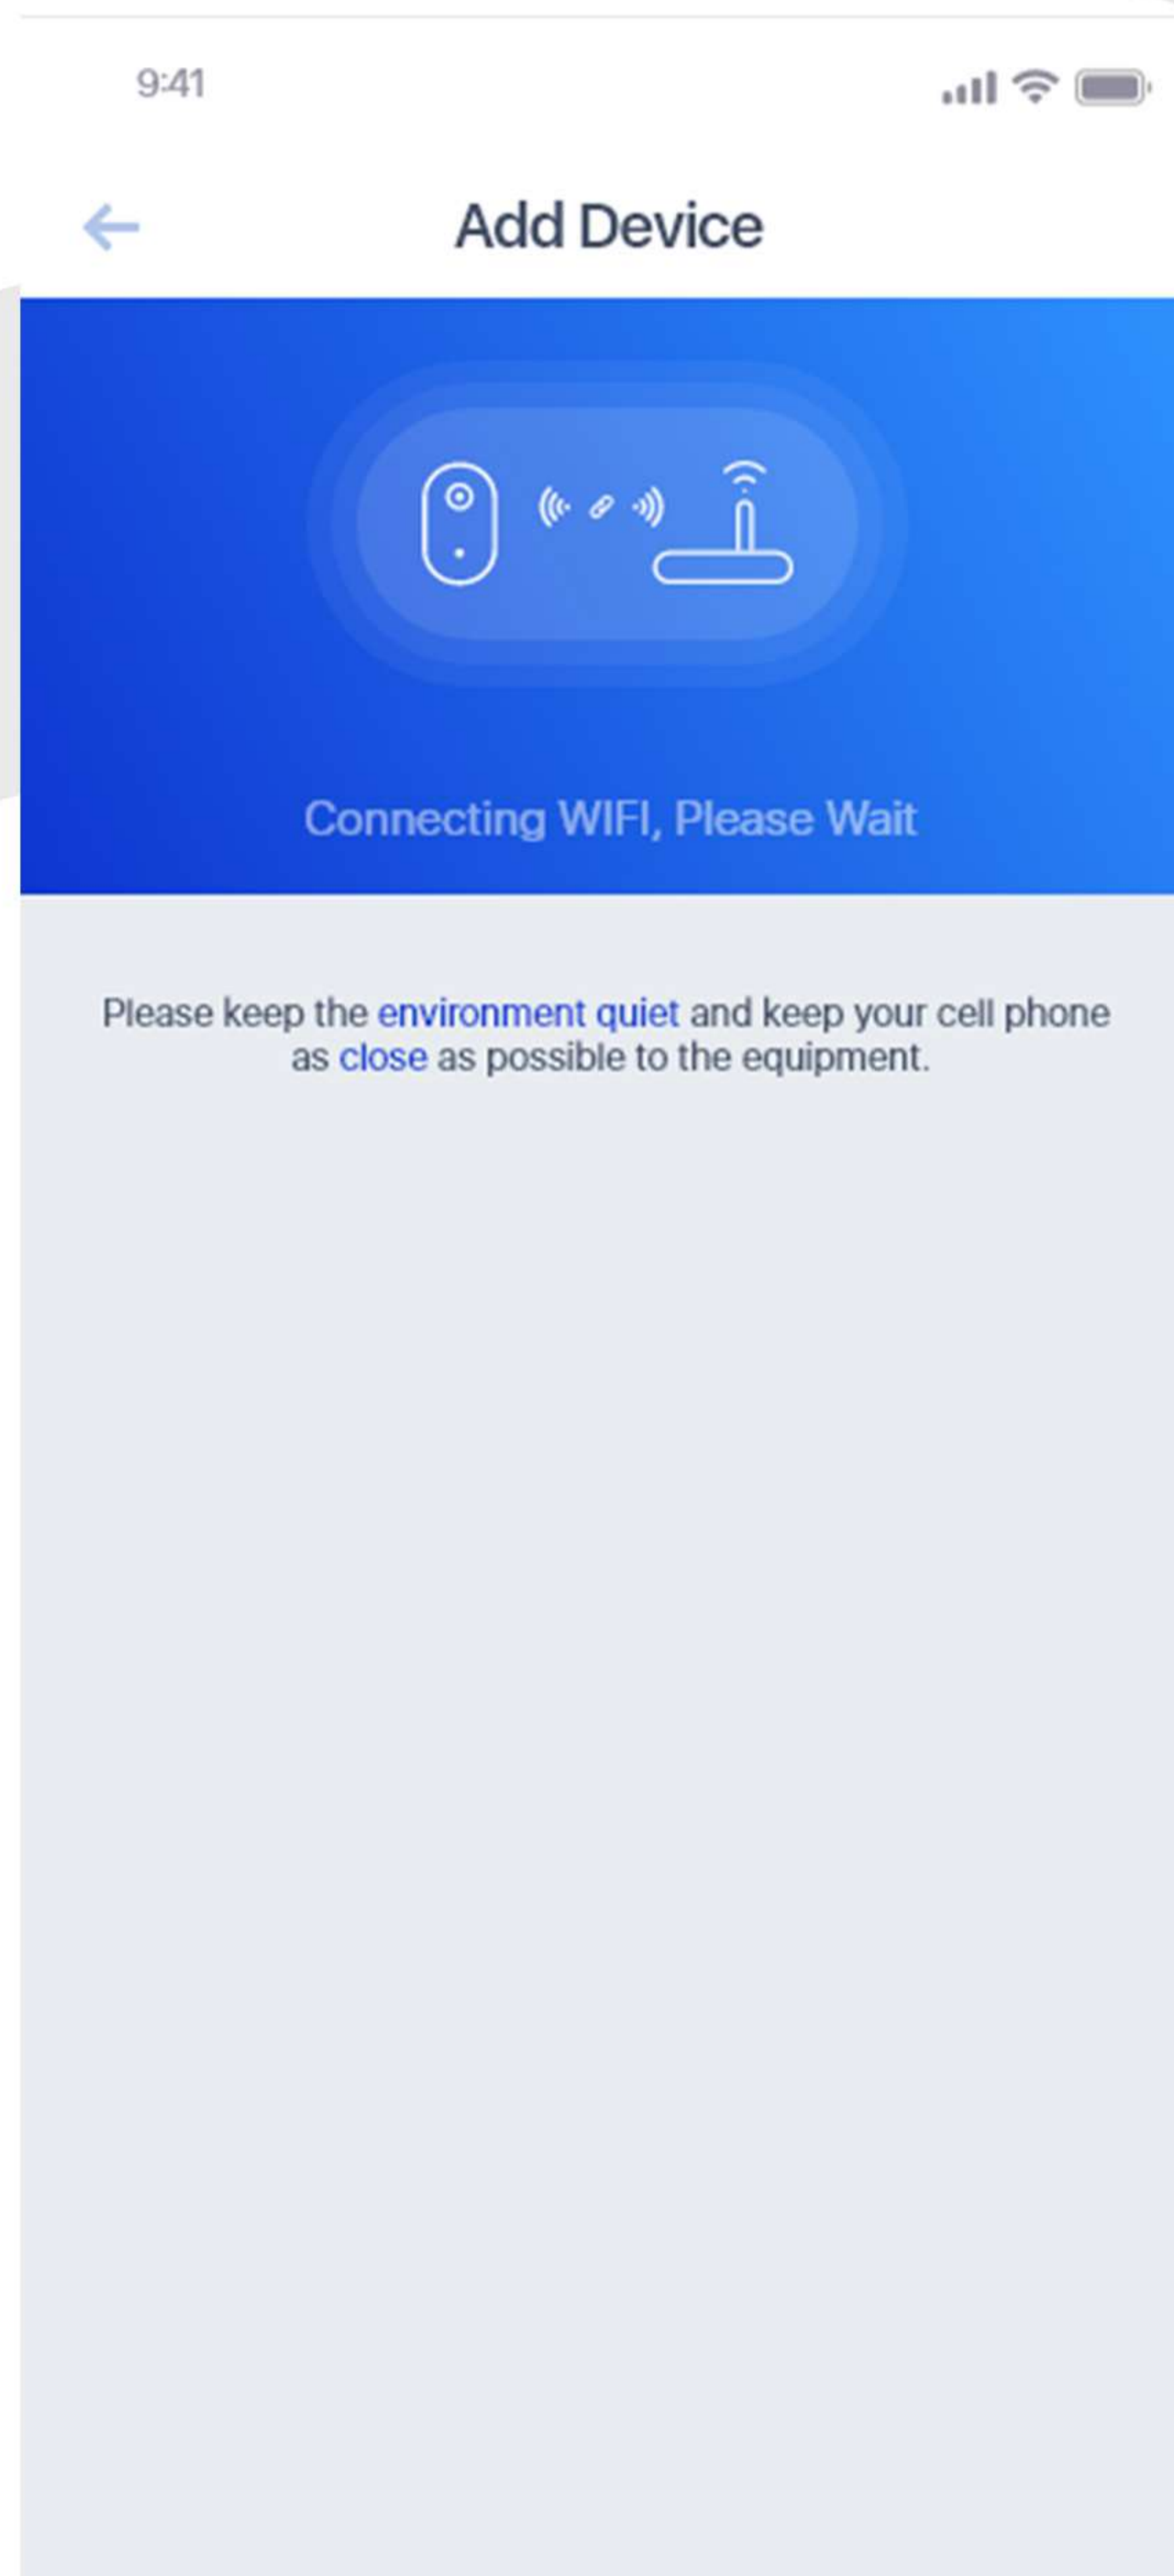 9:41
Add Device
Connecting WIFI, Please Wait
Please keep the environment quiet and keep your cell phone
as close as possible to the equipment.